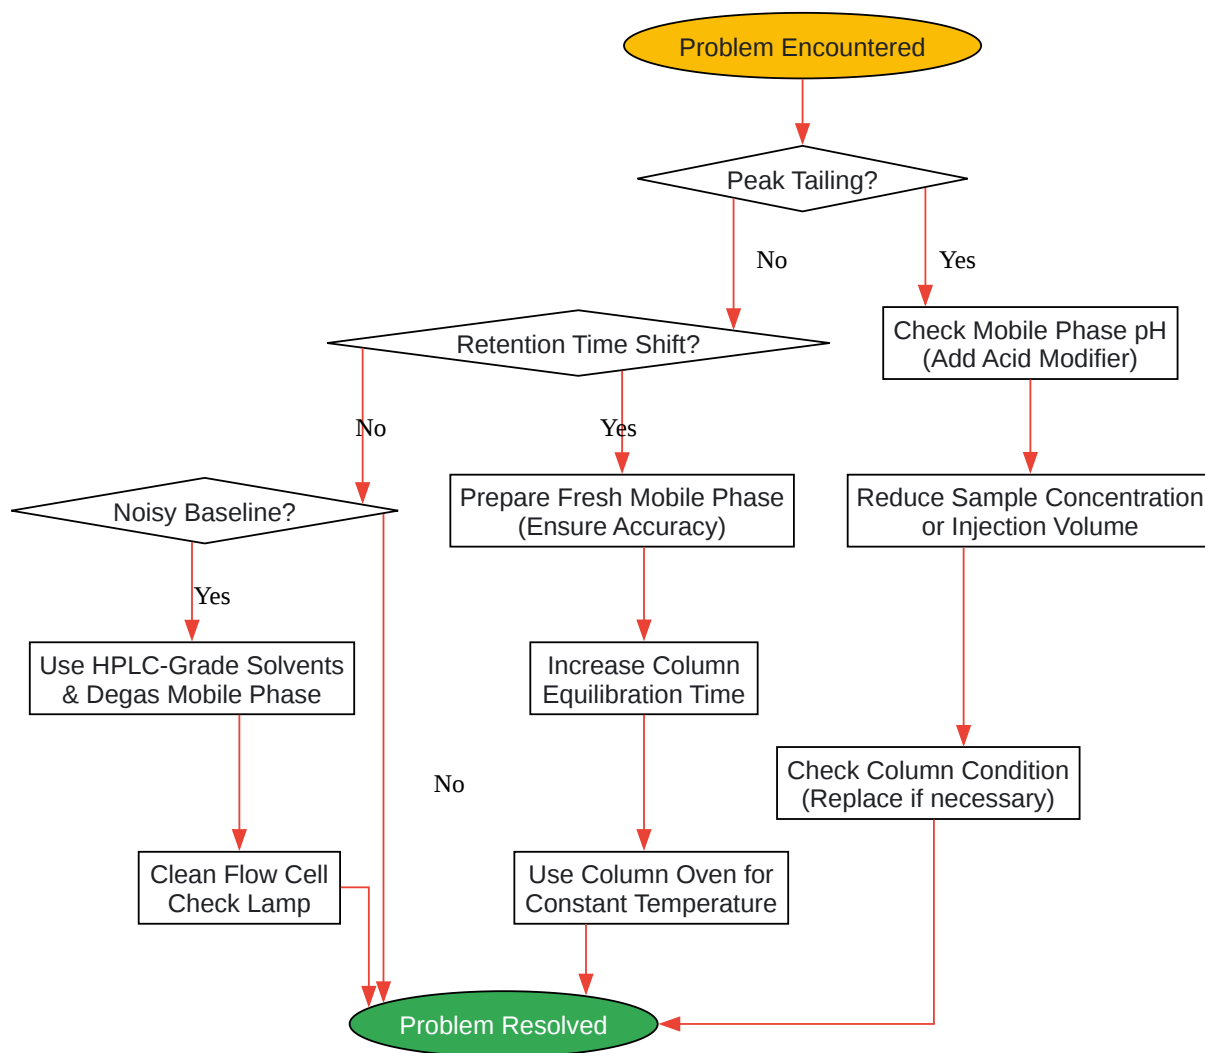 Problem Encountered
Peak Tailing?
No
Yes
Retention Time Shift?
Check Mobile Phase pH
(Add Acid Modifier)
No
Yes
Noisy Baseline?
Prepare Fresh Mobile Phase
(Ensure Accuracy)
Reduce Sample Concentration
or Injection Volume
Yes
Use HPLC-Grade Solvents
& Degas Mobile Phase
Increase Column
Equilibration Time
No
Check Column Condition
(Replace if necessary)
Clean Flow Cell
Check Lamp
Use Column Oven for
Constant Temperature
Problem Resolved